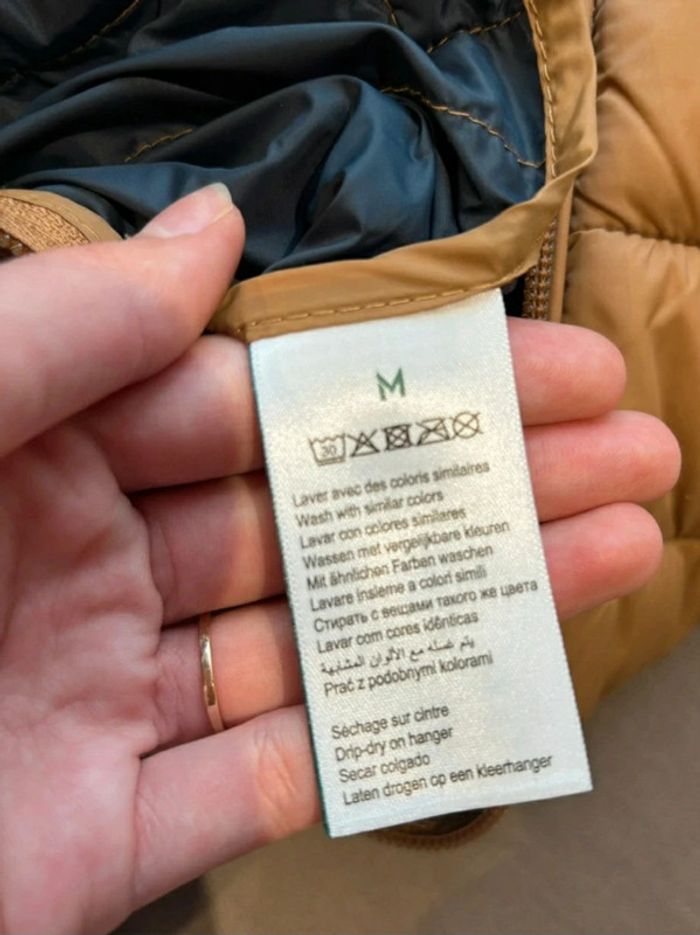 M
30
Laver avec des coloris similaires
Wash with similar colors
Lavar con colores similares
Wassen met vergelijkbare kleuren
Mit ähnlichen Farben waschen
Lavare insieme a colori simili
Стирать с вещами такого же цвета
Lavar com cores idênticas
يتم غسله مع الألوان المشابهة
Prać z podobnymi kolorami
Séchage sur cintre
Drip-dry on hanger
Secar colgado
Laten drogen op een kleerhanger